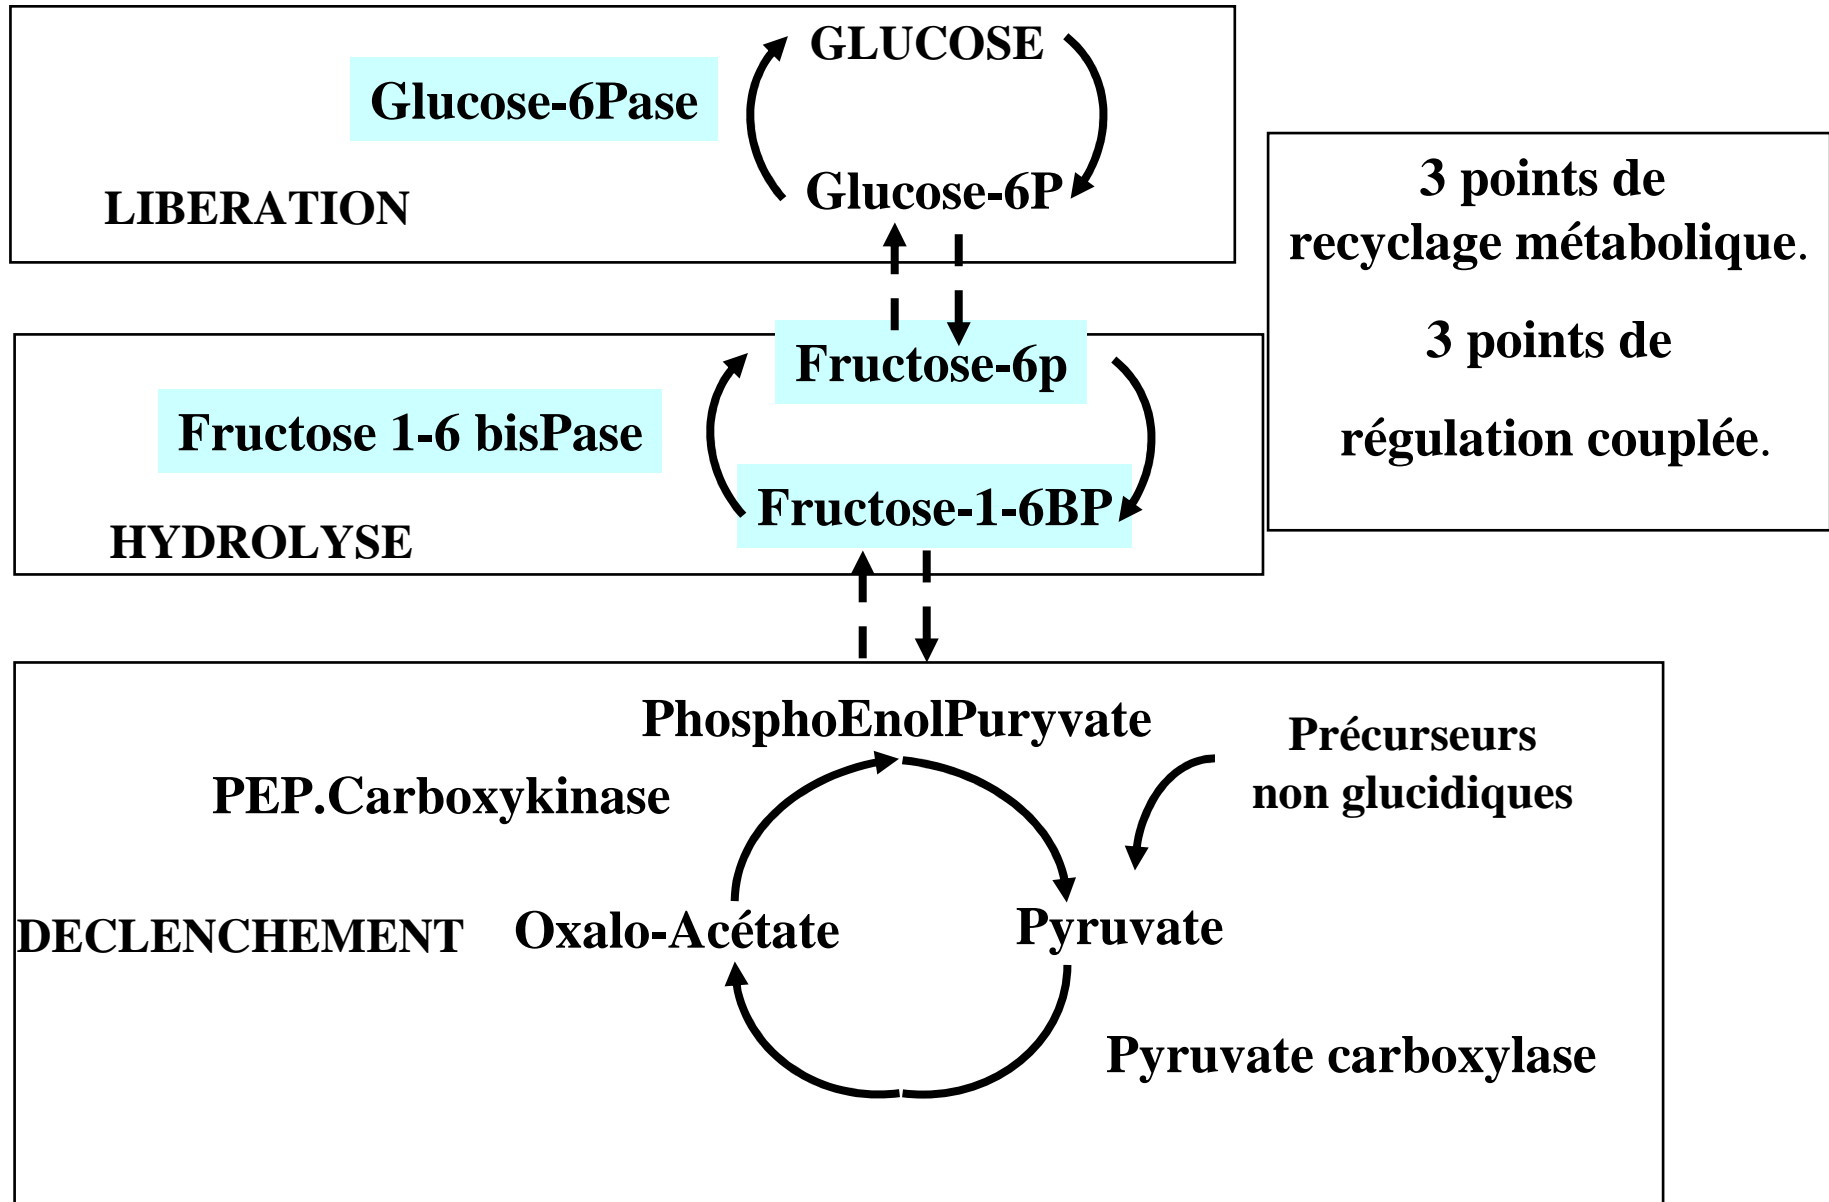 GLUCOSE
Glucose-6Pase
Glucose-6P
LIBERATION
3 points de
recyclage métabolique.
3 points de
régulation couplée.
Fructose-6p
Fructose 1-6 bisPase
Fructose-1-6BP
HYDROLYSE
PhosphoEnolPuryvate
Précurseurs
non glucidiques
PEP.Carboxykinase
DECLENCHEMENT
Oxalo-Acétate
Pyruvate
Pyruvate carboxylase